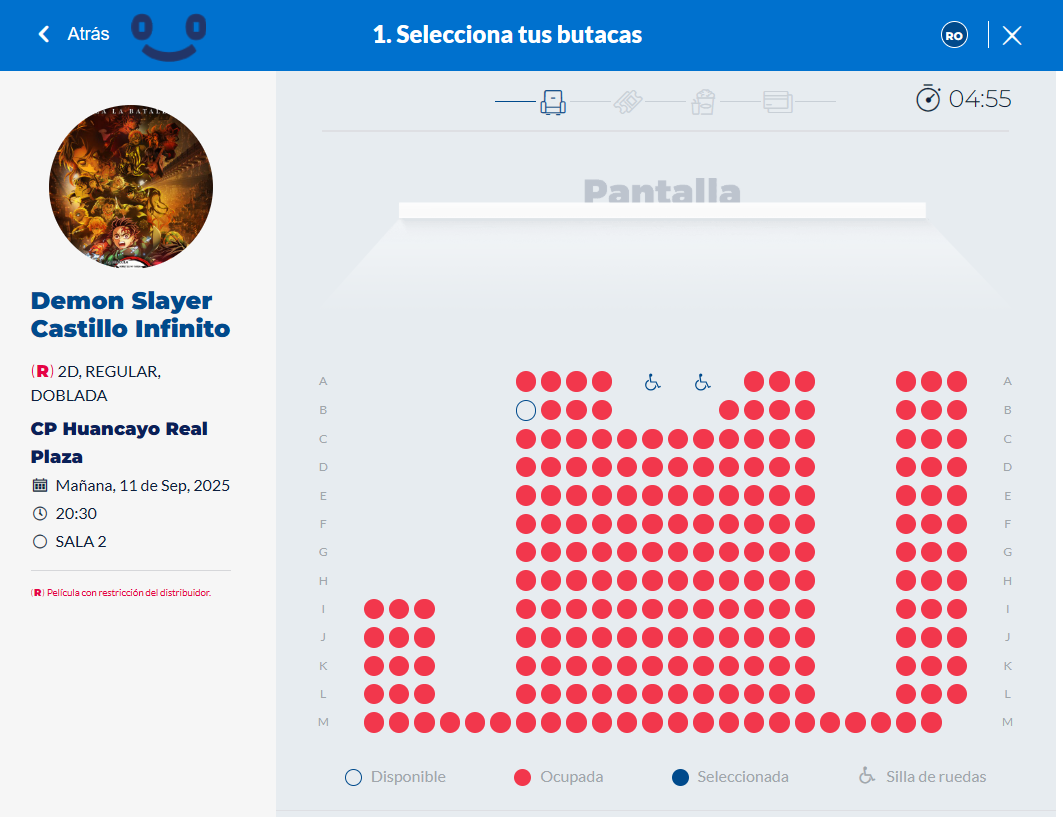 Atrás
1. Selecciona tus butacas
RO
04:55
Pantalla
A LA BATAL
Demon Slayer
Castillo Infinito
(R) 2D, REGULAR,
DOBLADA
CP Huancayo Real
Plaza
Mañana, 11 de Sep, 2025
20:30
SALA 2
(R) Película con restricción del distribuidor.
A A
B B
C C
D D
E E
F F
G G
H H
I I
J J
K K
L L
M M
Disponible
Ocupada
Seleccionada
Silla de ruedas